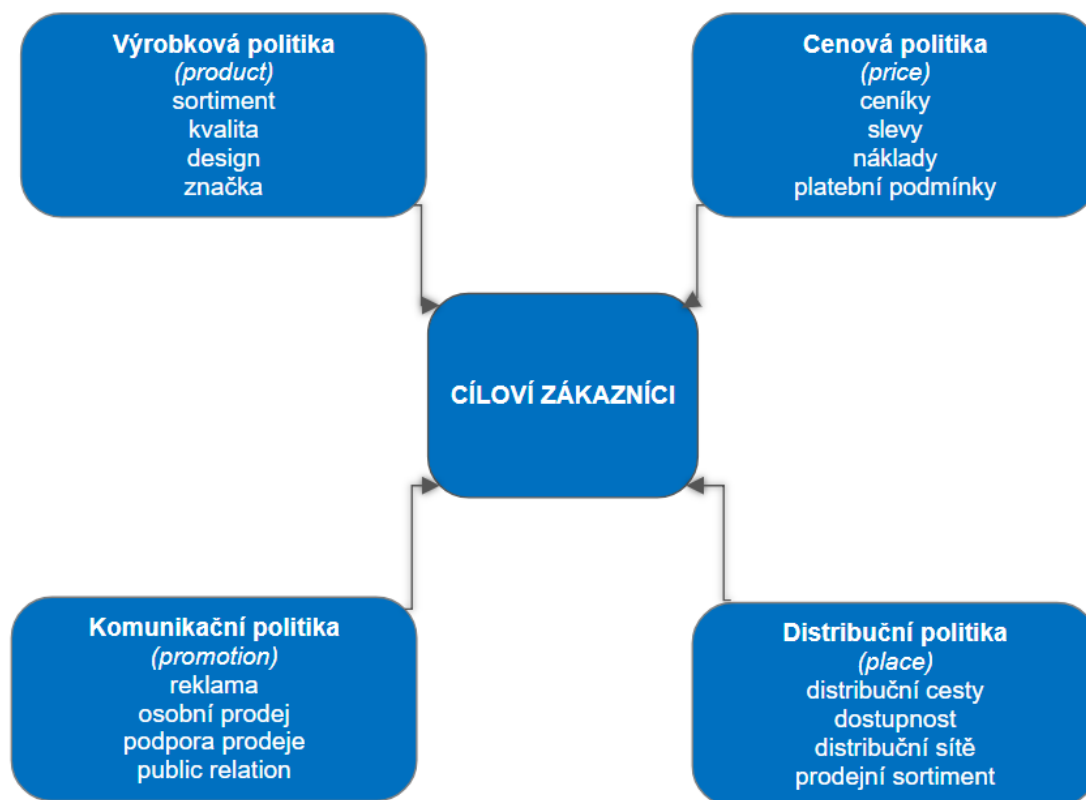 Výrobková politika
(product)
sortiment
kvalita
design
značka
Cenová politika
(price)
ceníky
slevy
náklady
platební podmínky
CÍLOVÍ ZÁKAZNÍCI
Komunikační politika
(promotion)
reklama
osobní prodej
podpora prodeje
public relation
Distribuční politika
(place)
distribuční cesty
dostupnost
distribuční sítě
prodejní sortiment